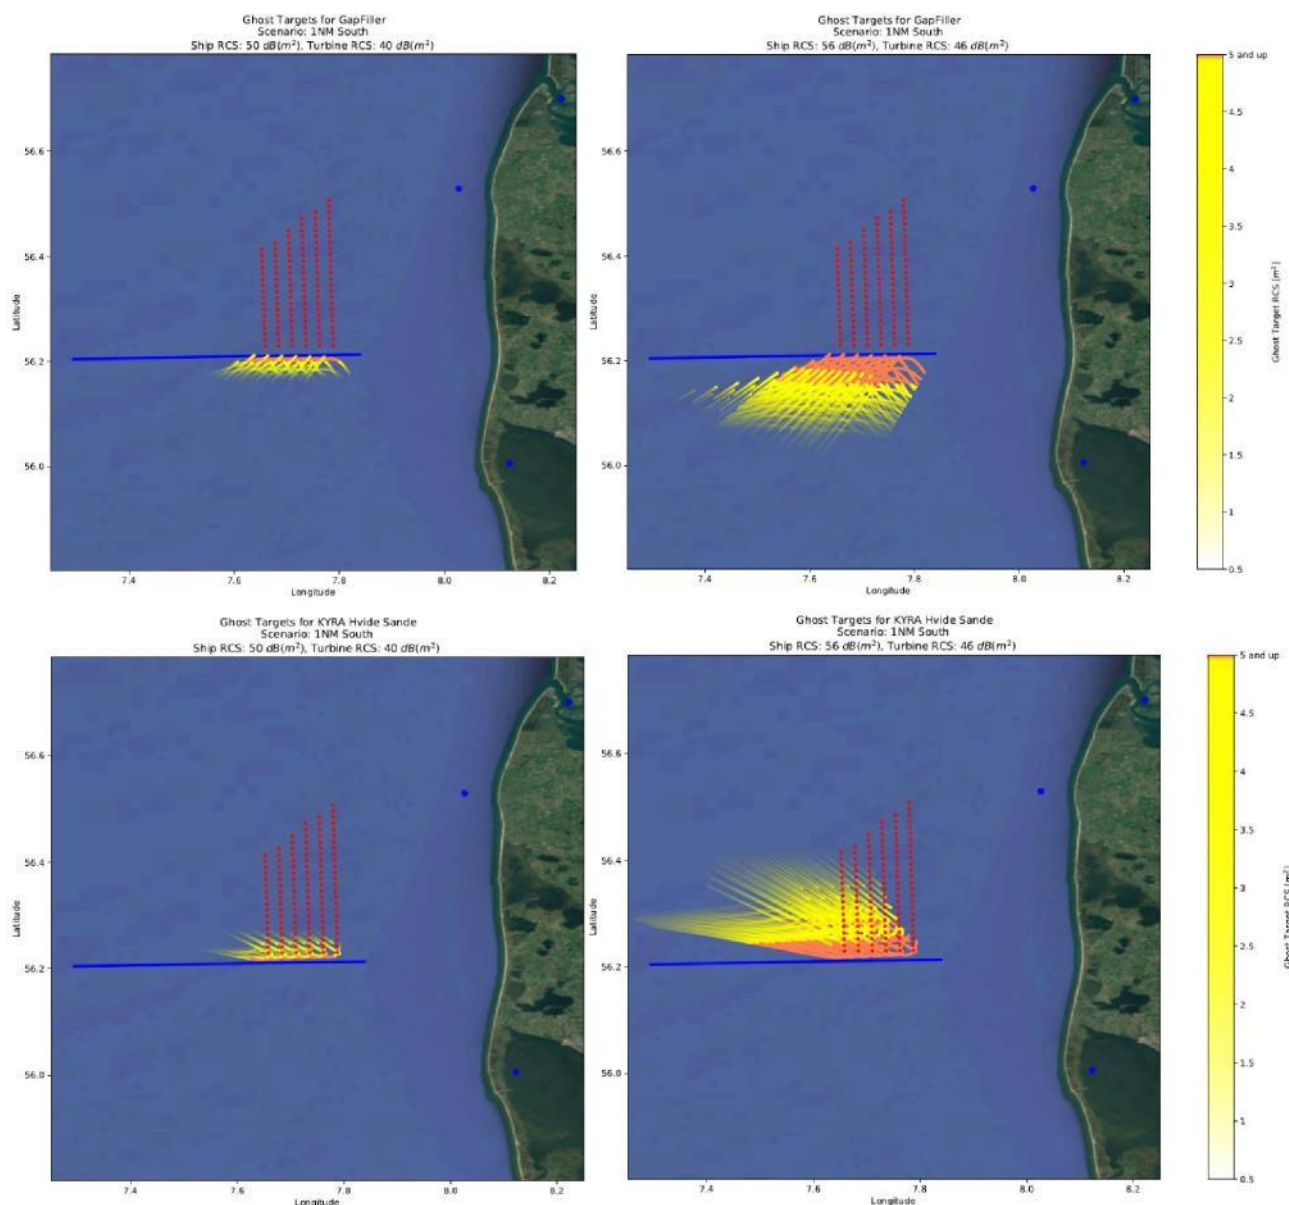 Ghost Targets for GapFiller
Scenario: 1NM South
Ship RCS: 50 dB(m²), Turbine RCS: 40 dB(m²)
Latitude
56.6
56.4
56.2
56.0
7.4
7.6
7.8
8.0
8.2
Longitude
Ghost Targets for GapFiller
Scenario: 1NM South
Ship RCS: 56 dB(m²), Turbine RCS: 46 dB(m²)
Latitude
56.6
56.4
56.2
56.0
7.4
7.6
7.8
8.0
8.2
Longitude
5 and up
4.5
4
3.5
3
2.5
2
1.5
1
0.5
Ghost Target RCS [m²]
Ghost Targets for KYRA Hvide Sande
Scenario: 1NM South
Ship RCS: 50 dB(m²), Turbine RCS: 40 dB(m²)
Latitude
56.6
56.4
56.2
56.0
7.4
7.6
7.8
8.0
8.2
Longitude
Ghost Targets for KYRA Hvide Sande
Scenario: 1NM South
Ship RCS: 56 dB(m²), Turbine RCS: 46 dB(m²)
Latitude
56.6
56.4
56.2
56.0
7.4
7.6
7.8
8.0
8.2
Longitude
5 and up
4.5
4
3.5
3
2.5
2
1.5
1
0.5
Ghost Target RCS [m²]